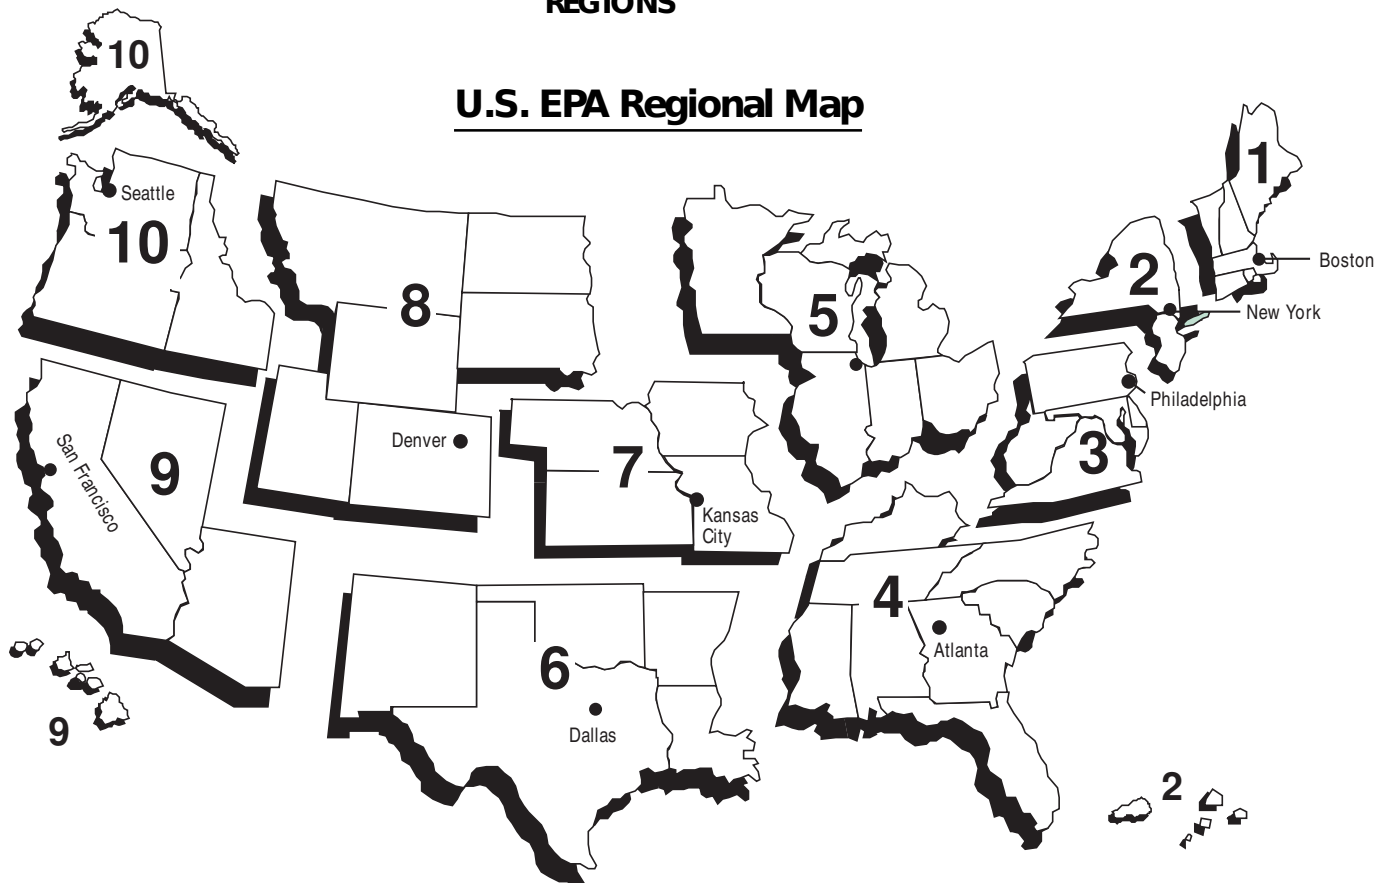 REGIONS
U.S. EPA Regional Map
10
Seattle
10
1
Boston
2
New York
8
5
Philadelphia
3
Denver
7
Kansas
City
9
San Francisco
4
Atlanta
6
Dallas
9
2